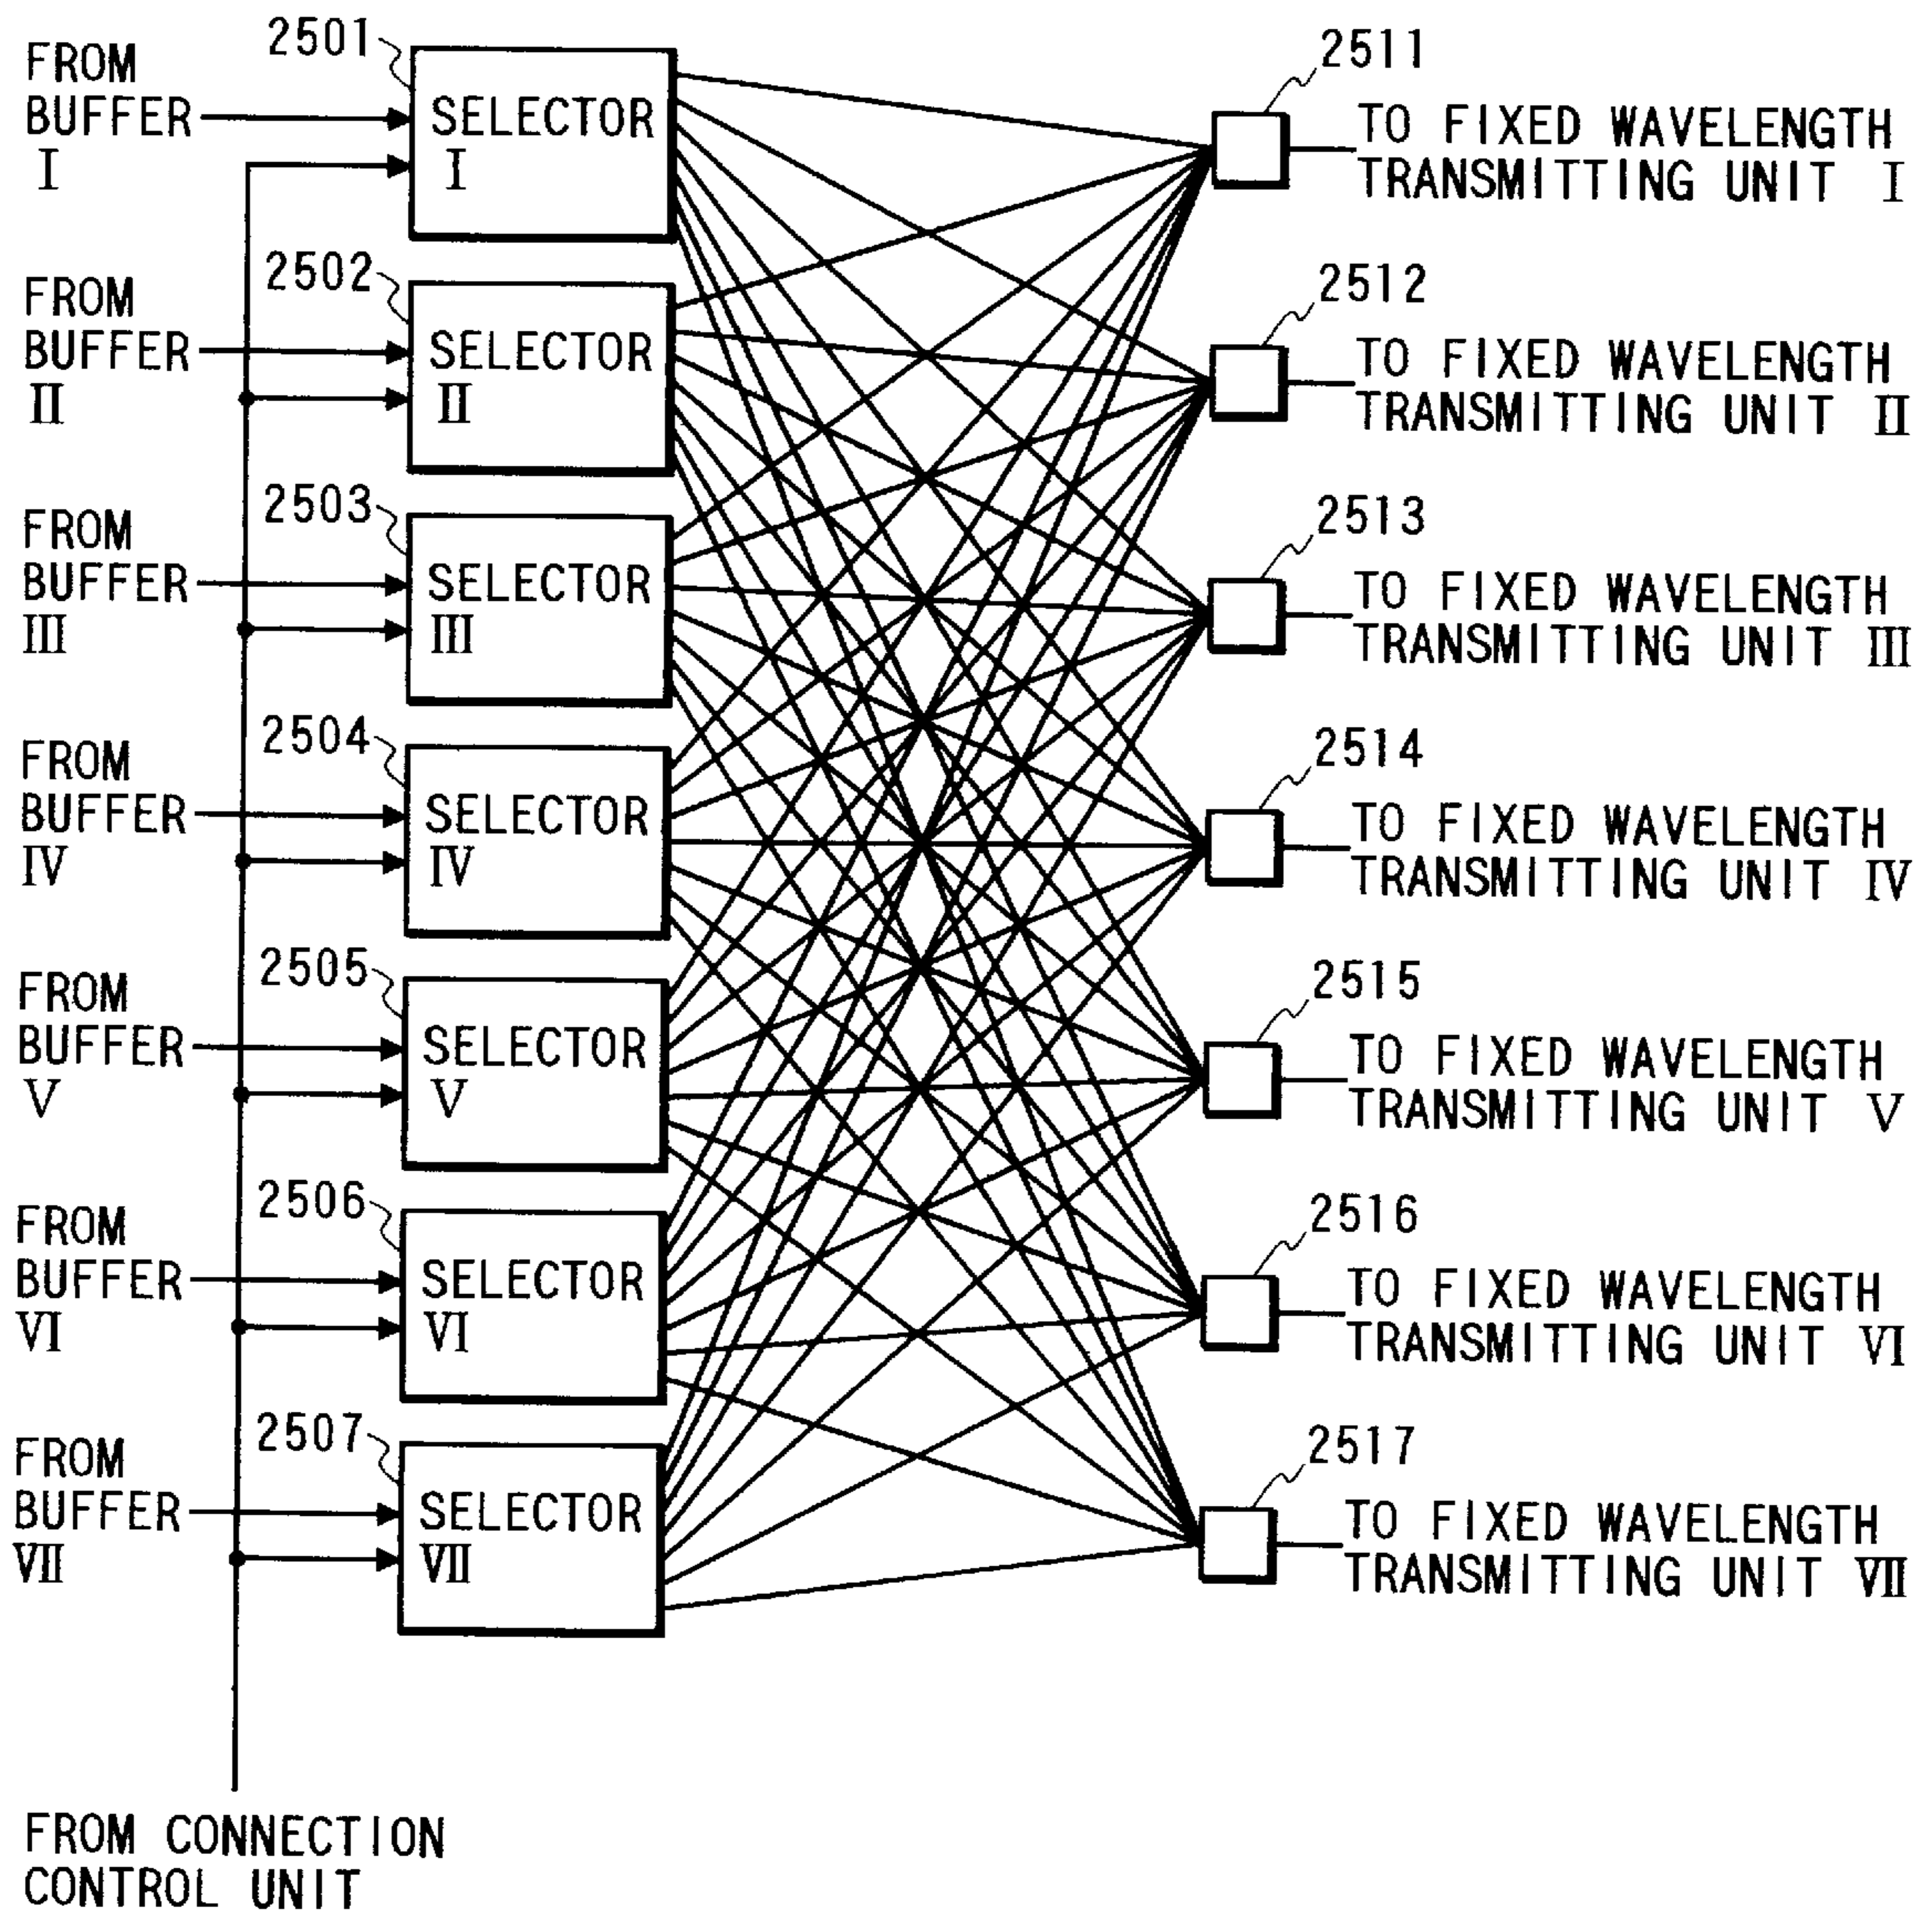 2501
FROM
BUFFER
I
SELECTOR
I
2511
TO FIXED WAVELENGTH
TRANSMITTING UNIT I
2502
FROM
BUFFER
II
SELECTOR
II
2512
TO FIXED WAVELENGTH
TRANSMITTING UNIT II
2503
FROM
BUFFER
III
SELECTOR
III
2513
TO FIXED WAVELENGTH
TRANSMITTING UNIT III
2504
FROM
BUFFER
IV
SELECTOR
IV
2514
TO FIXED WAVELENGTH
TRANSMITTING UNIT IV
2505
FROM
BUFFER
V
SELECTOR
V
2515
TO FIXED WAVELENGTH
TRANSMITTING UNIT V
2506
FROM
BUFFER
VI
SELECTOR
VI
2516
TO FIXED WAVELENGTH
TRANSMITTING UNIT VI
2507
FROM
BUFFER
VII
SELECTOR
VII
2517
TO FIXED WAVELENGTH
TRANSMITTING UNIT VII
FROM CONNECTION
CONTROL UNIT